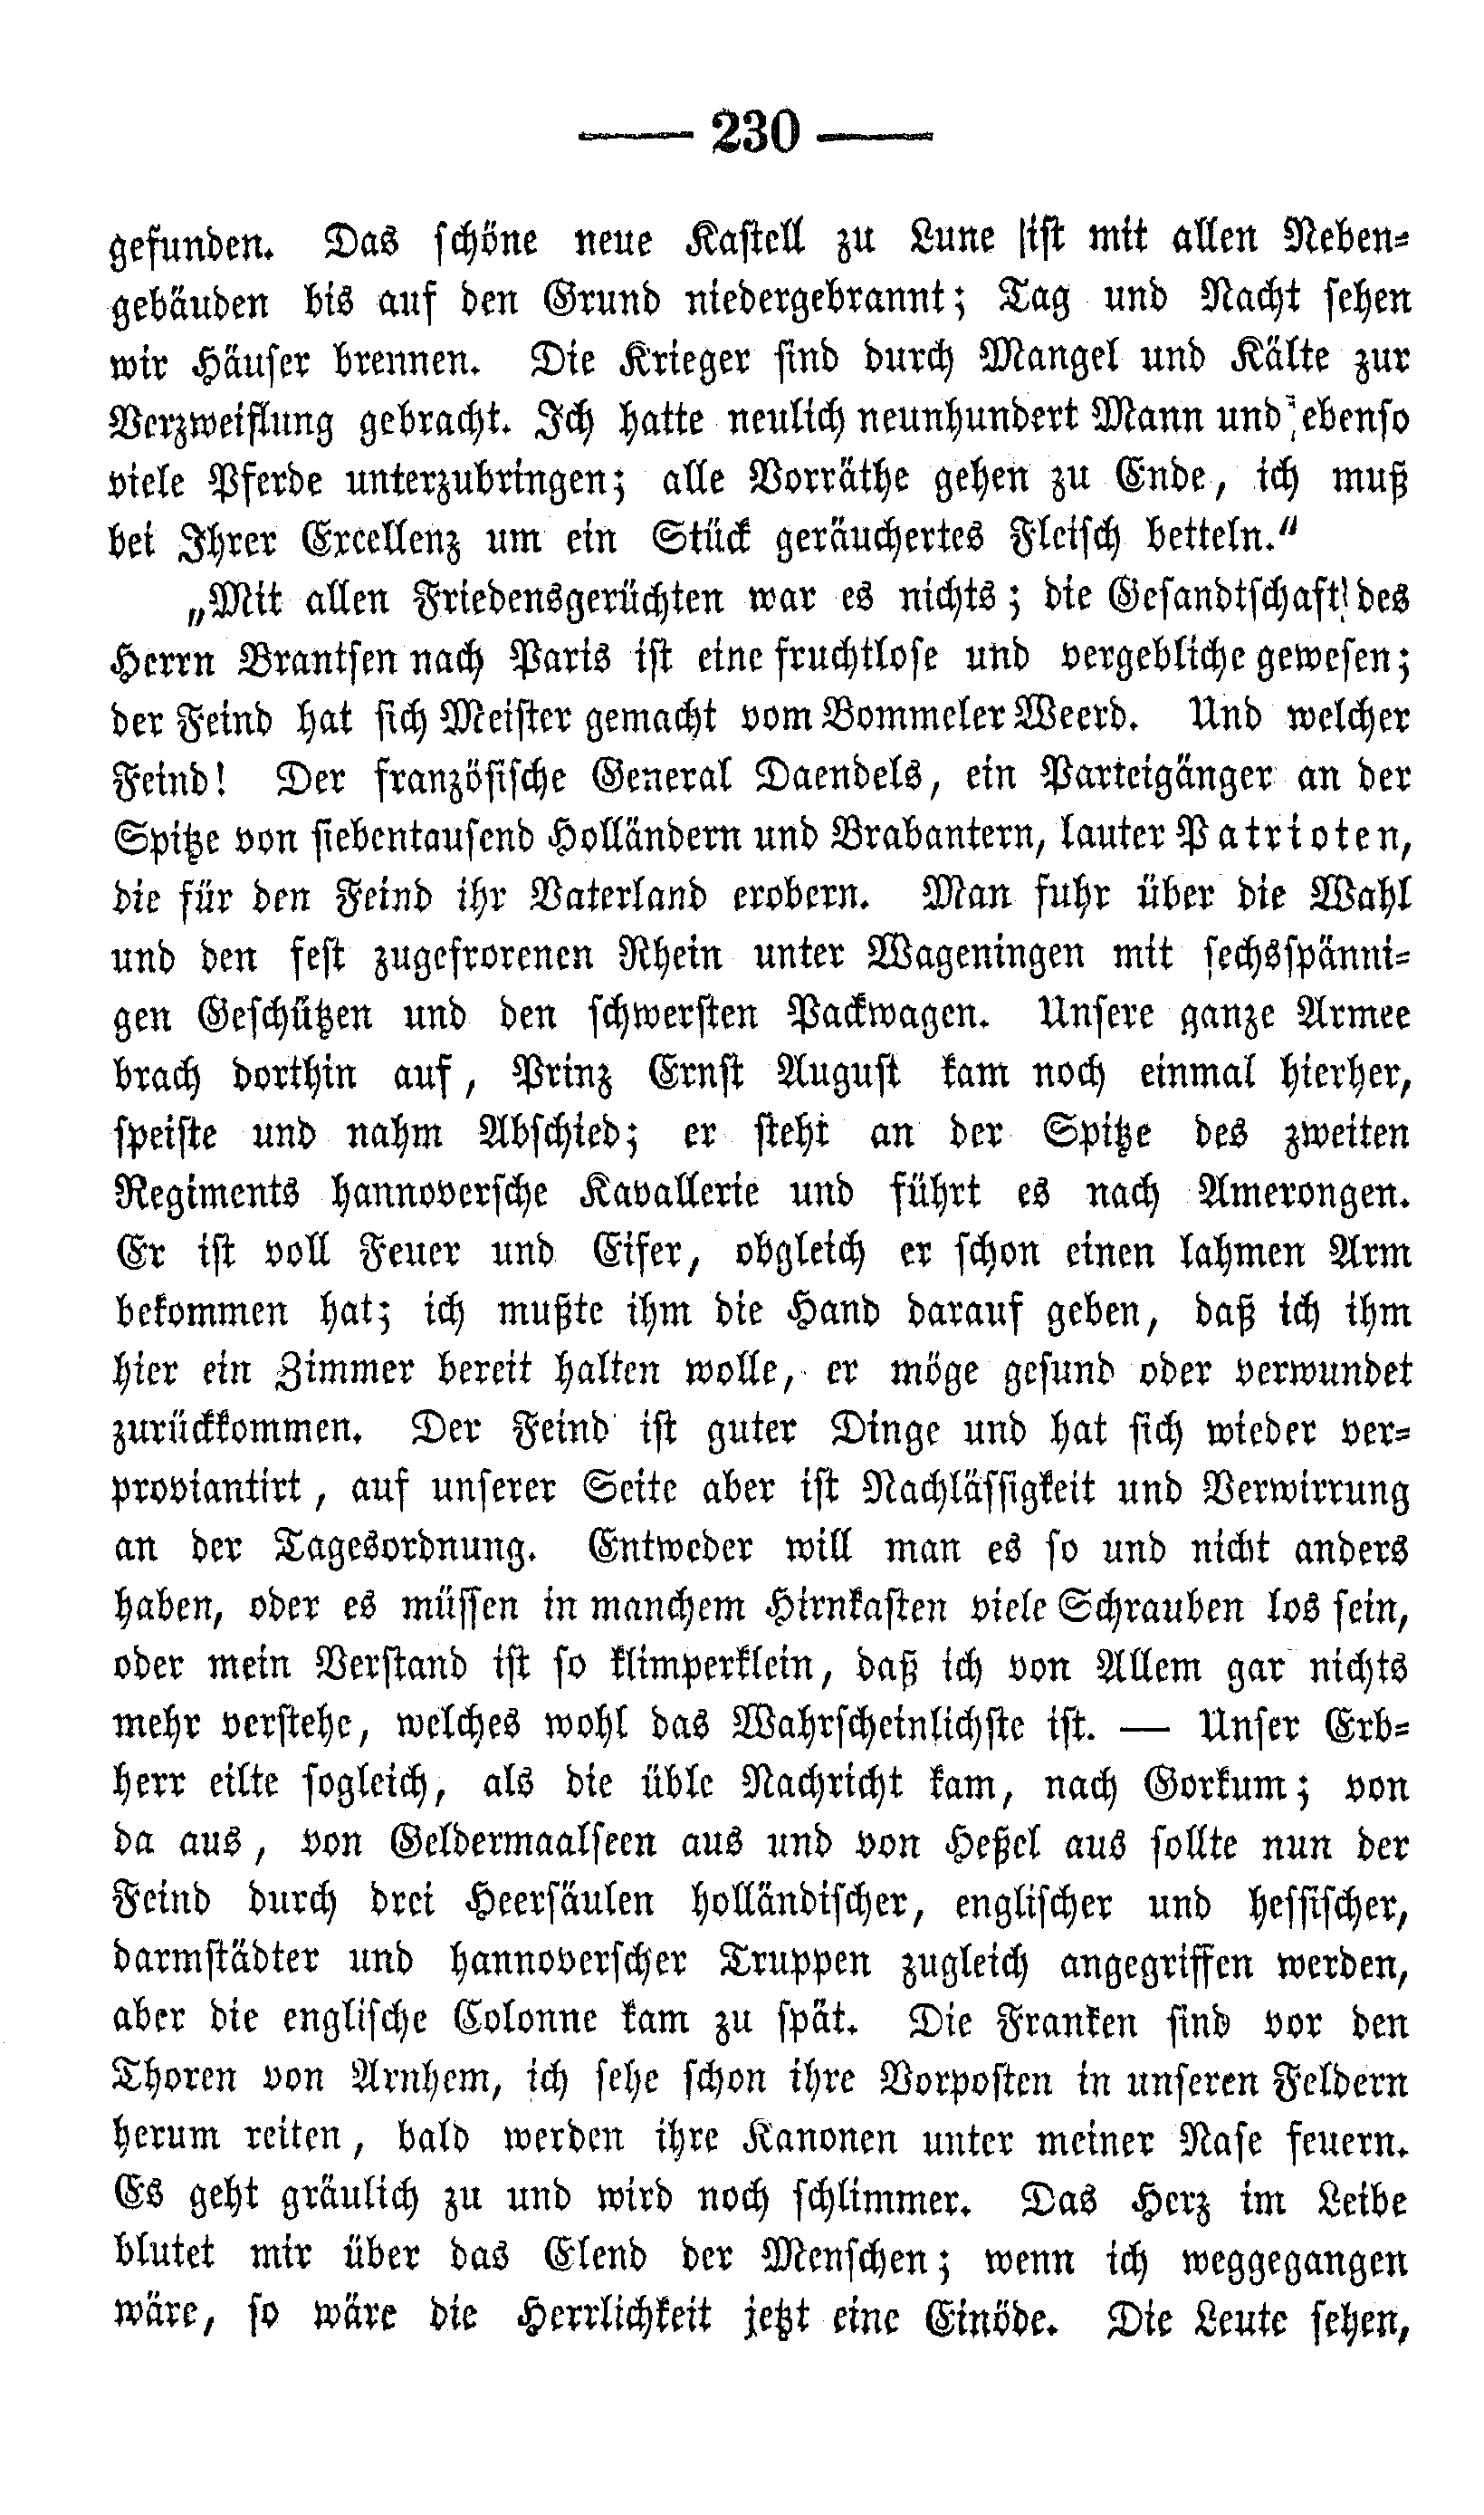 — 230 —
gefunden. Das schöne neue Kastell zu Lune ist mit allen Neben-
gebäuden bis auf den Grund niedergebrannt; Tag und Nacht sehen
wir Häuser brennen. Die Krieger sind durch Mangel und Kälte zur
Verzweiflung gebracht. Ich hatte neulich neunhundert Mann und ebenso
viele Pferde unterzubringen; alle Vorräthe gehen zu Ende, ich muß
bei Ihrer Excellenz um ein Stück geräuchertes Fleisch betteln.“
„Mit allen Friedensgerüchten war es nichts; die Gesandtschaft des
Herrn Brantsen nach Paris ist eine fruchtlose und vergebliche gewesen;
der Feind hat sich Meister gemacht vom Bommeler Weerd. Und welcher
Feind! Der französische General Daendels, ein Parteigänger an der
Spitze von siebentausend Holländern und Brabantern, lauter Patrioten,
die für den Feind ihr Vaterland erobern. Man fuhr über die Wahl
und den fest zugefrorenen Rhein unter Wageningen mit sechsspänni-
gen Geschützen und den schwersten Packwagen. Unsere ganze Armee
brach dorthin auf, Prinz Ernst August kam noch einmal hierher,
speiste und nahm Abschied; er steht an der Spitze des zweiten
Regiments hannoversche Kavallerie und führt es nach Amerongen.
Er ist voll Feuer und Eifer, obgleich er schon einen lahmen Arm
bekommen hat; ich mußte ihm die Hand darauf geben, daß ich ihm
hier ein Zimmer bereit halten wolle, er möge gesund oder verwundet
zurückkommen. Der Feind ist guter Dinge und hat sich wieder ver-
proviantirt, auf unserer Seite aber ist Nachlässigkeit und Verwirrung
an der Tagesordnung. Entweder will man es so und nicht anders
haben, oder es müssen in manchem Hirnkasten viele Schrauben los sein,
oder mein Verstand ist so klimperklein, daß ich von Allem gar nichts
mehr verstehe, welches wohl das Wahrscheinlichste ist. — Unser Erb-
herr eilte sogleich, als die üble Nachricht kam, nach Gorkum; von
da aus, von Geldermaalseen aus und von Heßel aus sollte nun der
Feind durch drei Heersäulen holländischer, englischer und hessischer,
darmstädter und hannoverscher Truppen zugleich angegriffen werden,
aber die englische Colonne kam zu spät. Die Franken sind vor den
Thoren von Arnhem, ich sehe schon ihre Vorposten in unseren Feldern
herum reiten, bald werden ihre Kanonen unter meiner Nase feuern.
Es geht gräulich zu und wird noch schlimmer. Das Herz im Leibe
blutet mir über das Elend der Menschen; wenn ich weggegangen
wäre, so wäre die Herrlichkeit jetzt eine Einöde. Die Leute sehen,